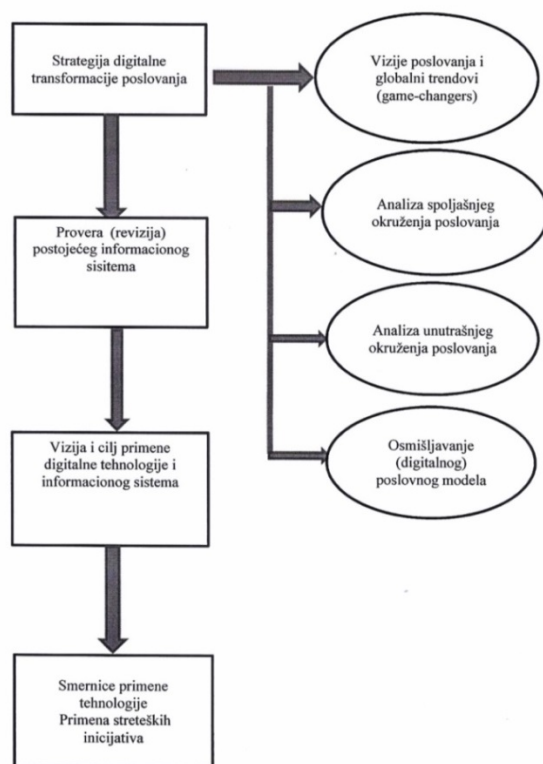 Strategija digitalne
transformacije poslovanja
Vizije poslovanja i
globalni trendovi
(game-changers)
Analiza spoljašnjeg
okruženja poslovanja
Provera (revizija)
postojećeg informacionog
sisitema
Analiza unutrašnjeg
okruženja poslovanja
Vizija i cilj primene
digitalne tehnologije i
informacionog sistema
Osmišljavanje
(digitalnog)
poslovnog modela
Smernice primene
tehnologije
Primena streteških
inicijativa